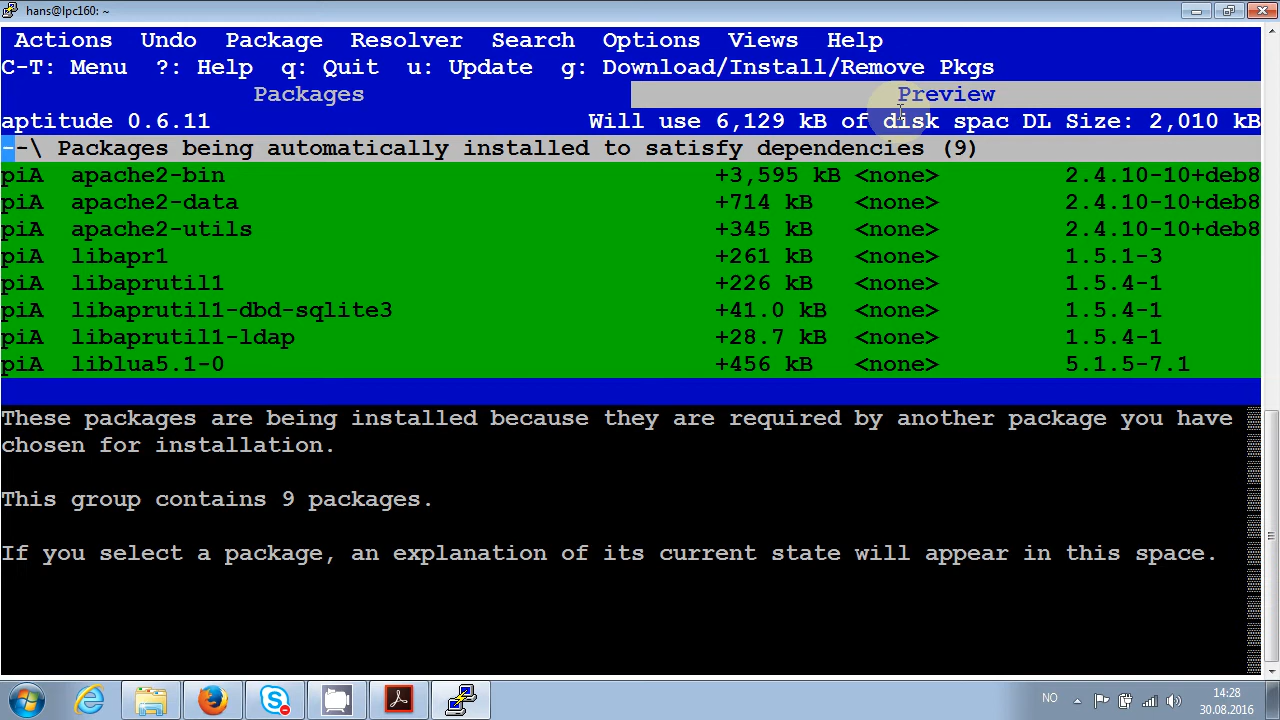 hans@lpc160: ~
Actions Undo Package Resolver Search Options Views Help
C-T: Menu ?: Help q: Quit u: Update g: Download/Install/Remove Pkgs
Packages Preview
aptitude 0.6.11 Will use 6,129 kB of disk spac DL Size: 2,010 kB
--\ Packages being automatically installed to satisfy dependencies (9)
piA apache2-bin +3,595 kB <none> 2.4.10-10+deb8
piA apache2-data +714 kB <none> 2.4.10-10+deb8
piA apache2-utils +345 kB <none> 2.4.10-10+deb8
piA libapr1 +261 kB <none> 1.5.1-3
piA libaprutil1 +226 kB <none> 1.5.4-1
piA libaprutil1-dbd-sqlite3 +41.0 kB <none> 1.5.4-1
piA libaprutil1-ldap +28.7 kB <none> 1.5.4-1
piA liblua5.1-0 +456 kB <none> 5.1.5-7.1
These packages are being installed because they are required by another package you have
chosen for installation.
This group contains 9 packages.
If you select a package, an explanation of its current state will appear in this space.
NO 14:28
30.08.2016